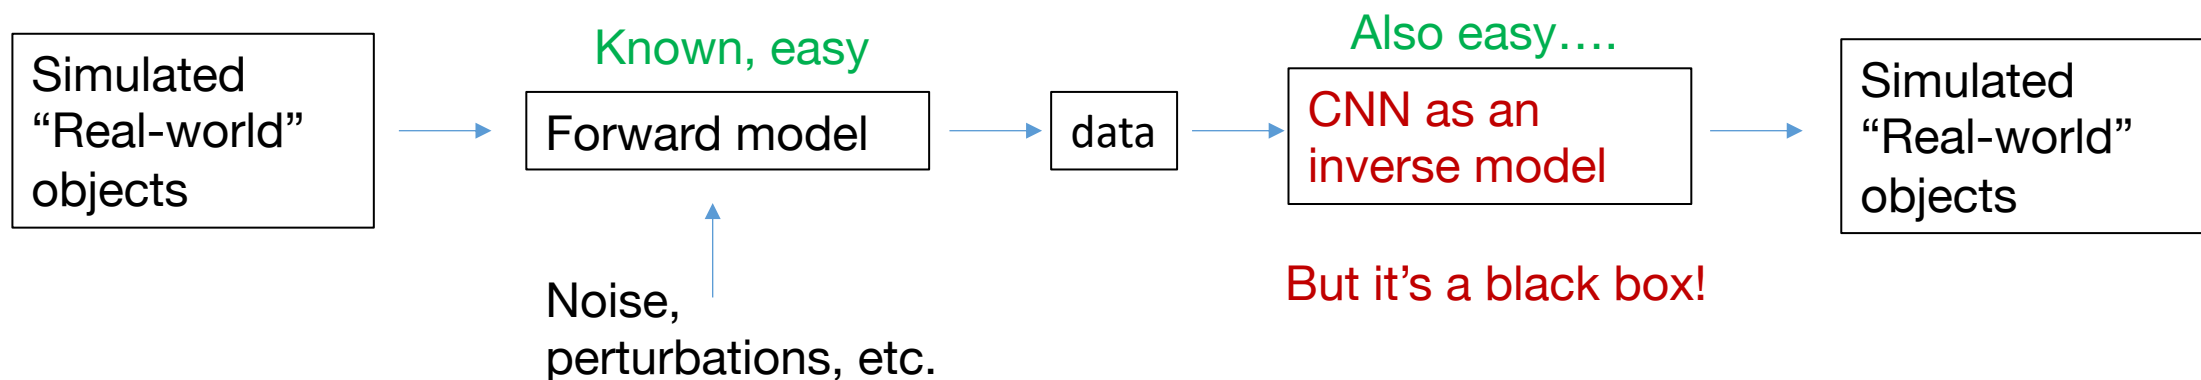 Simulated
“Real-world”
objects
Known, easy
Forward model
Noise,
perturbations, etc.
data
Also easy….
CNN as an
inverse model
But it’s a black box!
Simulated
“Real-world”
objects